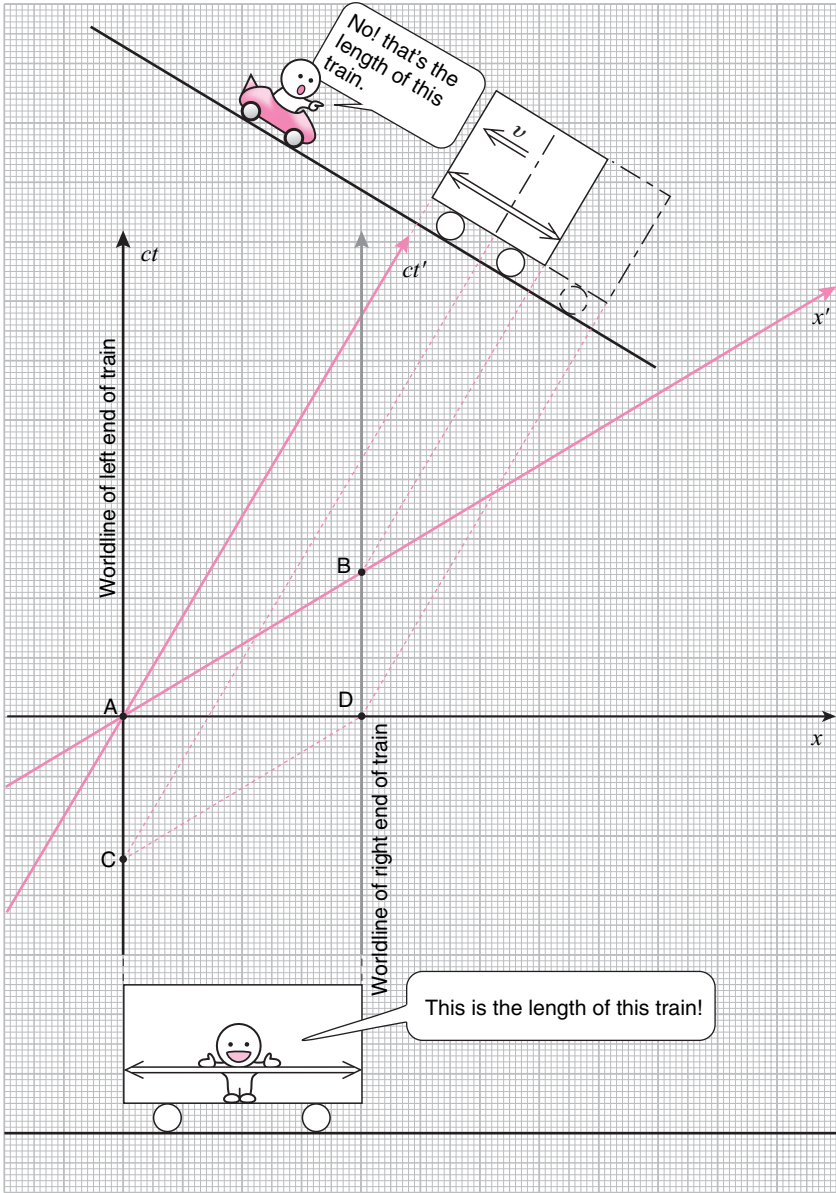 No! that's the
length of this
train.
v
ct
ct′
x′
Worldline of left end of train
B
A
D
x
C
Worldline of right end of train
This is the length of this train!